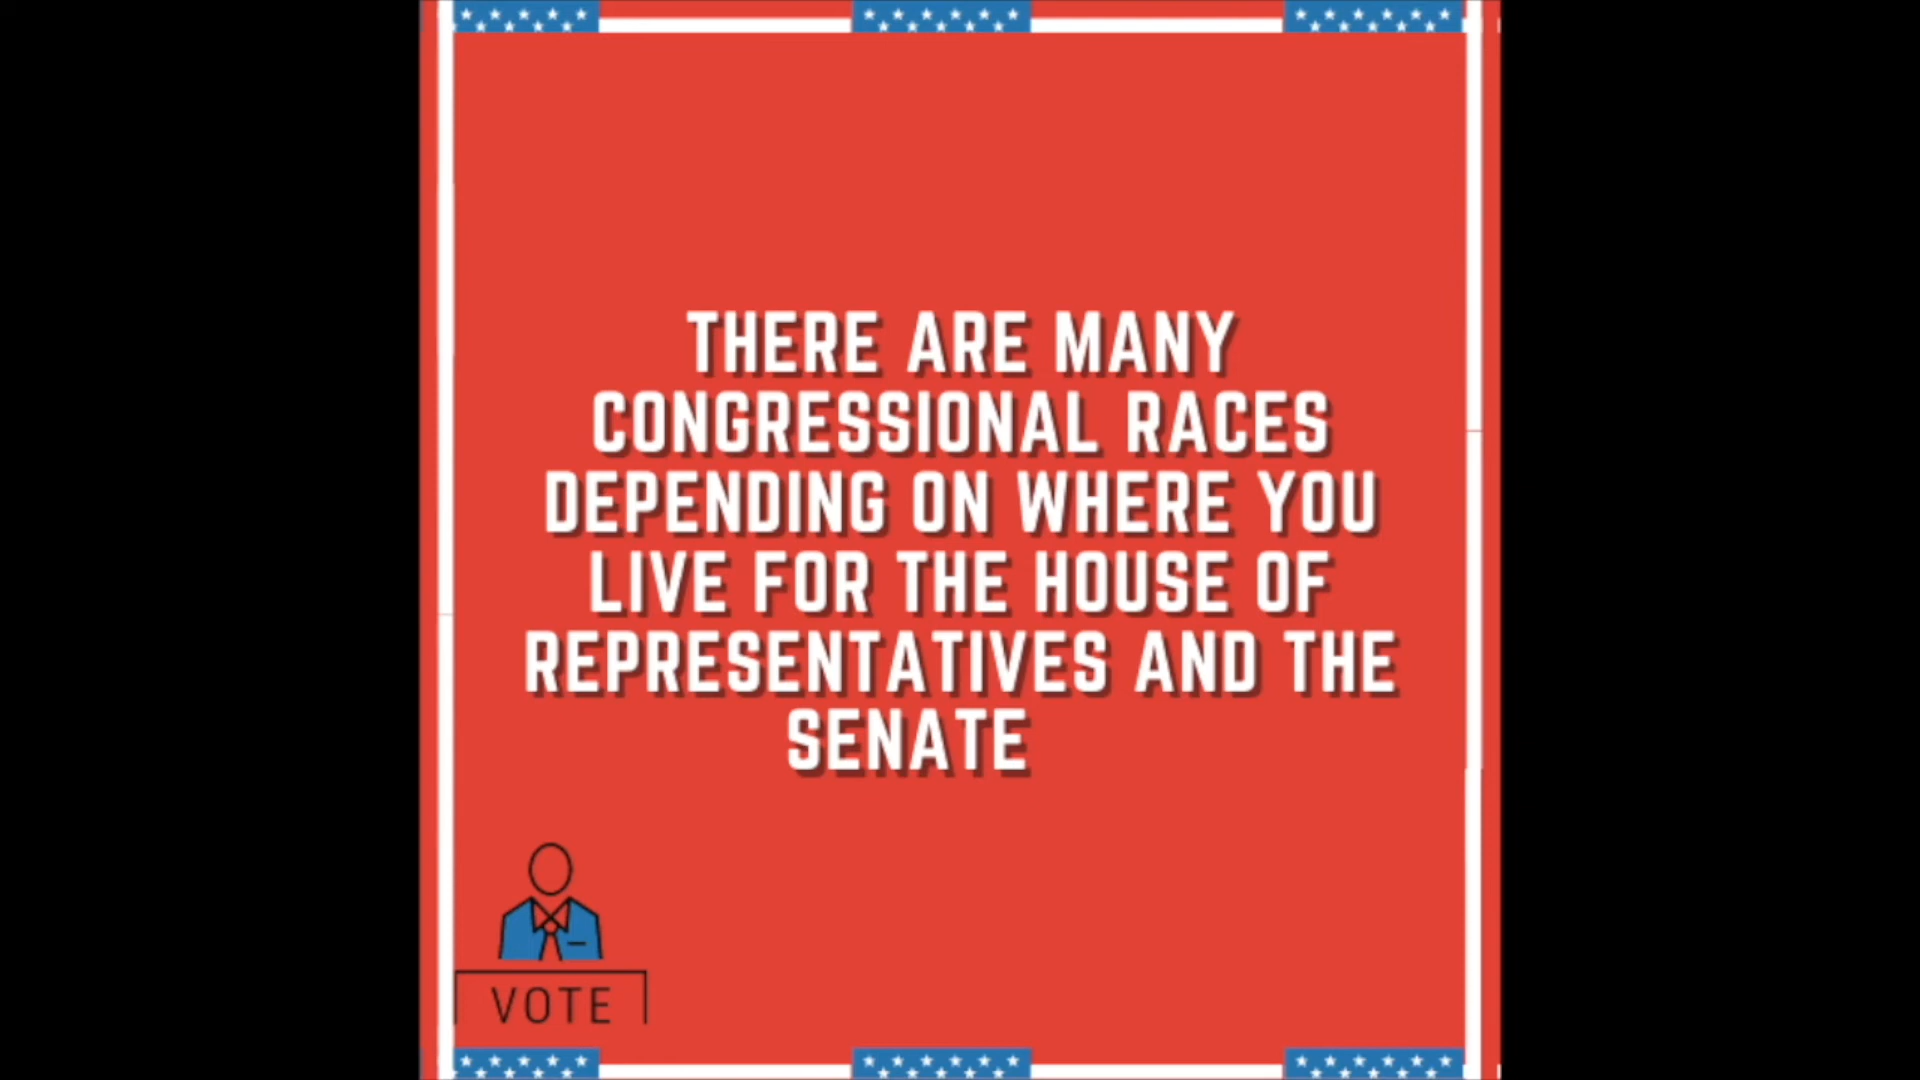 THERE ARE MANY
CONGRESSIONAL RACES
DEPENDING ON WHERE YOU
LIVE FOR THE HOUSE OF
REPRESENTATIVES AND THE
SENATE
VOTE